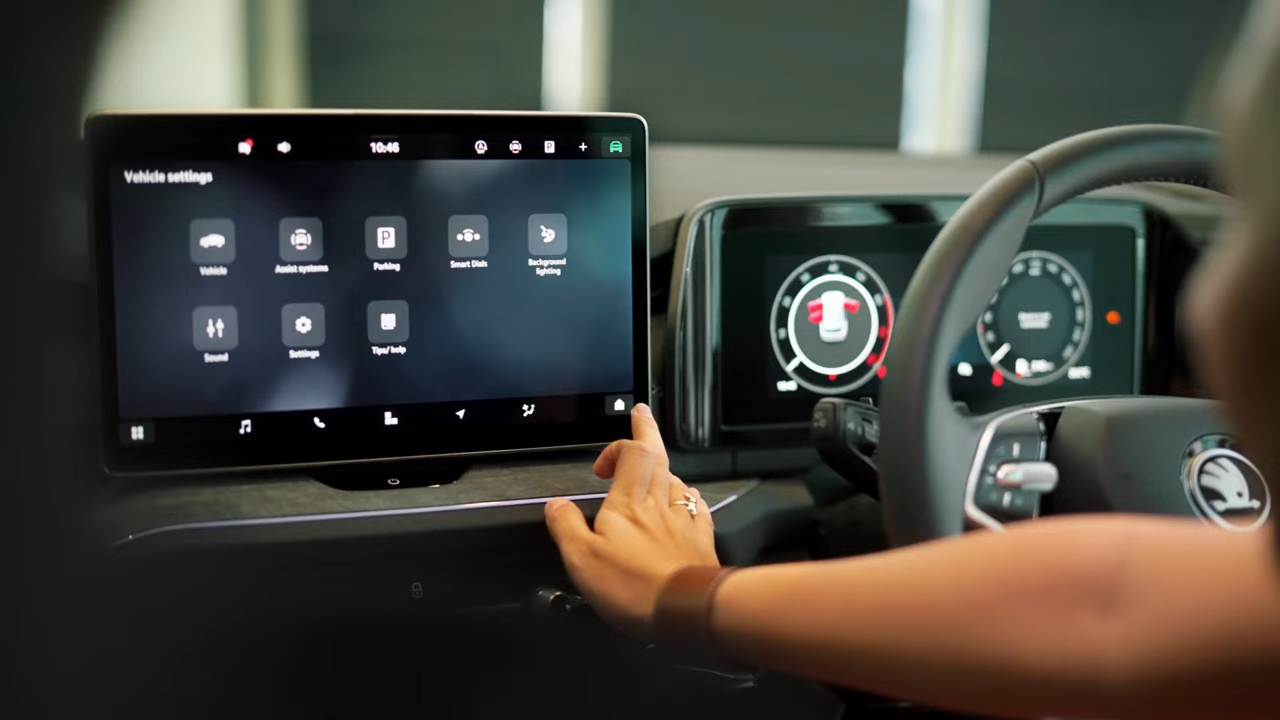 10:46
Vehicle settings
Vehicle
Assist systems
Parking
Smart Dials
Background
lighting
Sound
Settings
Tips/ help